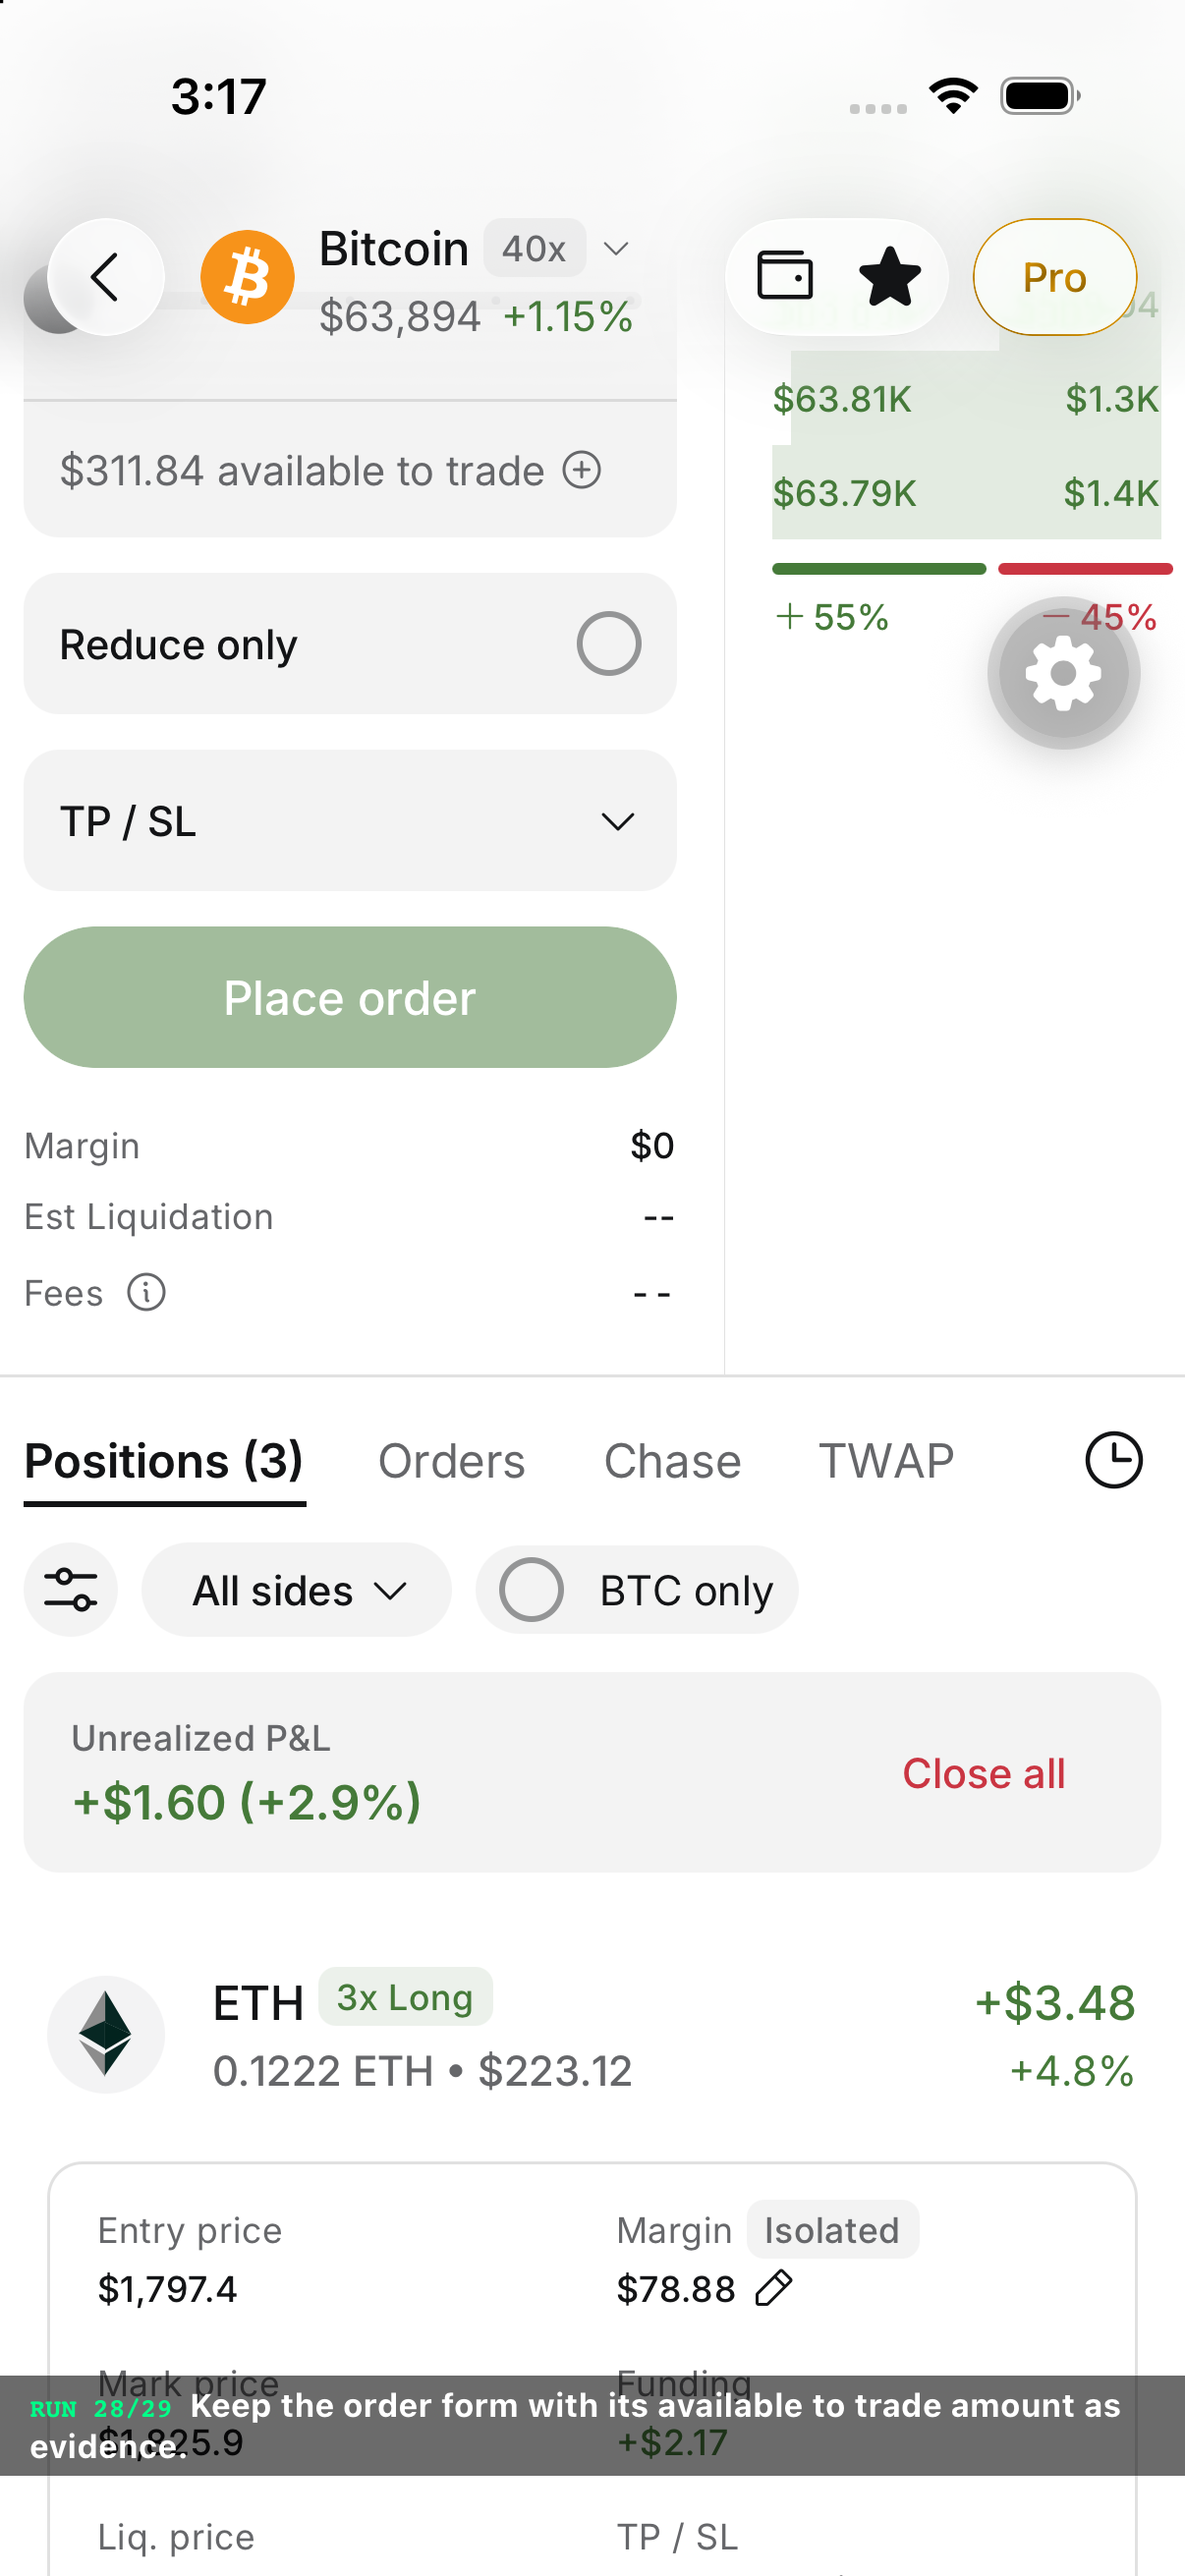 3:17
Bitcoin 40x
$63,894 +1.15%
Pro
$63.81K $1.3K
$311.84 available to trade
$63.79K $1.4K
55% 45%
Reduce only
TP / SL
Place order
Margin $0
Est Liquidation --
Fees --
Positions (3) Orders Chase TWAP
All sides BTC only
Unrealized P&L
+$1.60 (+2.9%)
Close all
ETH 3x Long +$3.48
0.1222 ETH • $223.12 +4.8%
Entry price Margin Isolated
$1,797.4 $78.88
Mark price Funding
RUN 28/29 Keep the order form with its available to trade amount as
evidence.
$1,825.9 +$2.17
Liq. price TP / SL